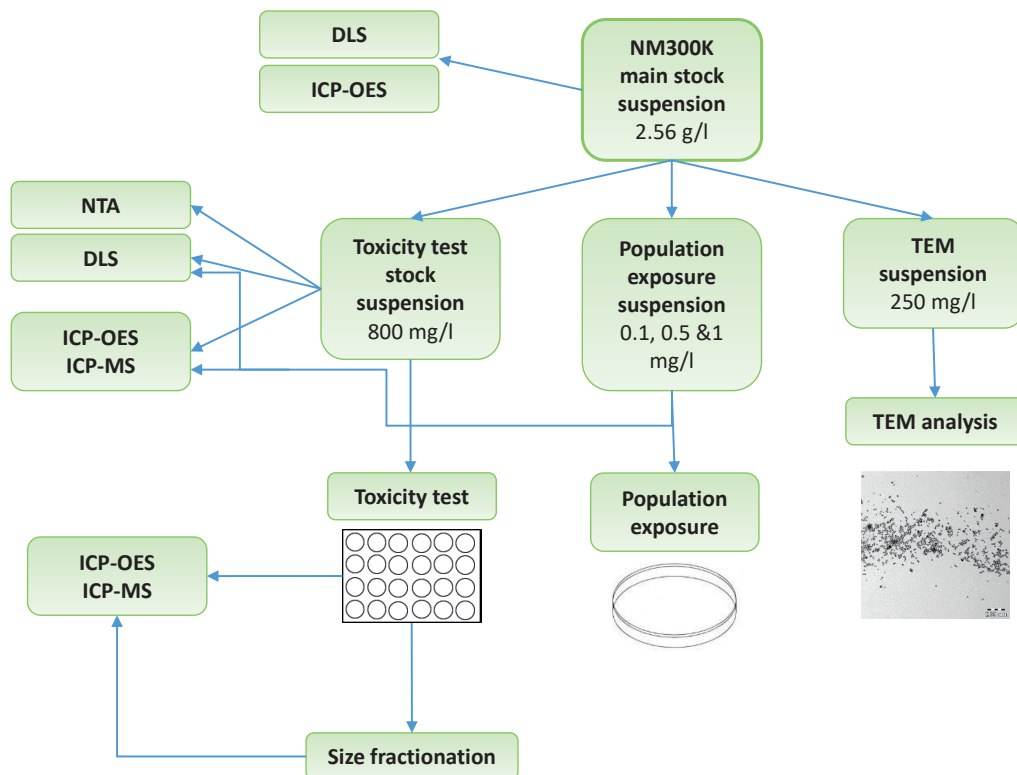 DLS
ICP-OES
NM300K
main stock
suspension
2.56 g/l
NTA
DLS
ICP-OES
ICP-MS
Toxicity test
stock
suspension
800 mg/l
Population
exposure
suspension
0.1, 0.5 &1
mg/l
TEM
suspension
250 mg/l
TEM analysis
Toxicity test
Population
exposure
ICP-OES
ICP-MS
Size fractionation